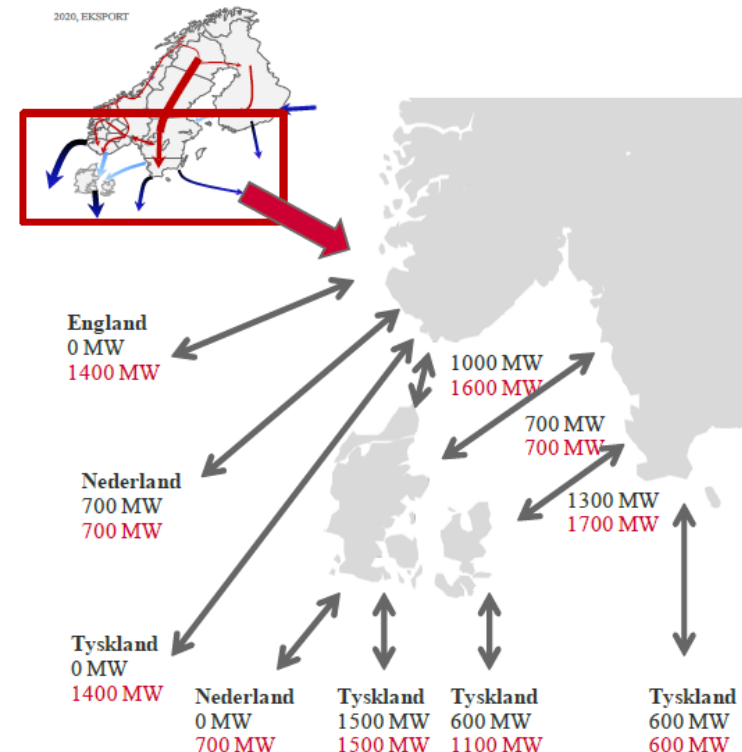 2020, EKSPORT
England
0 MW
1400 MW
1000 MW
1600 MW
700 MW
700 MW
Nederland
700 MW
700 MW
1300 MW
1700 MW
Tyskland
0 MW
1400 MW
Nederland
0 MW
700 MW
Tyskland
1500 MW
1500 MW
Tyskland
600 MW
1100 MW
Tyskland
600 MW
600 MW